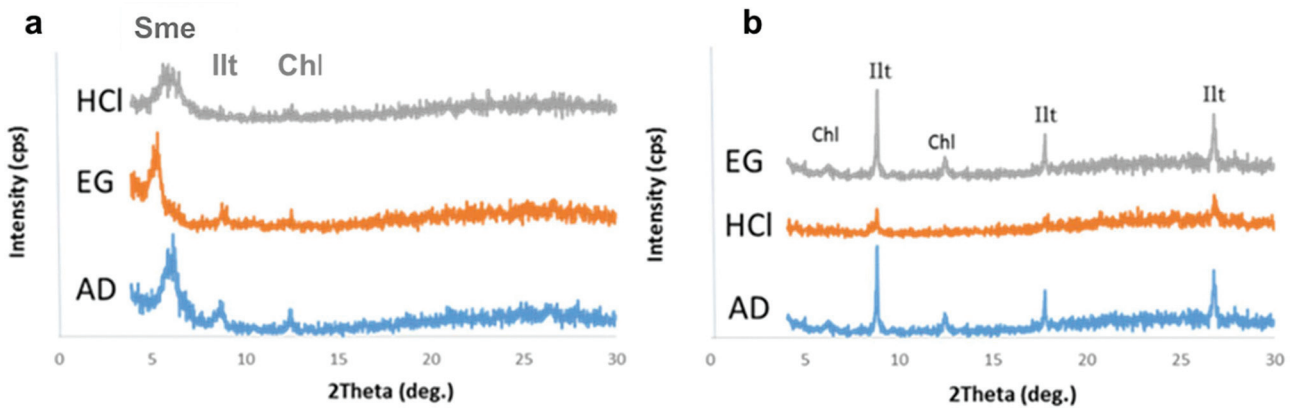 a
Sme
Ilt Chl
HCl
EG
AD
Intensity (cps)
0 5 10 15 20 25 30
2Theta (deg.)
b
Ilt
Chl
Chl
Ilt
Ilt
EG
HCl
AD
Intensity (cps)
0 5 10 15 20 25 30
2Theta (deg.)